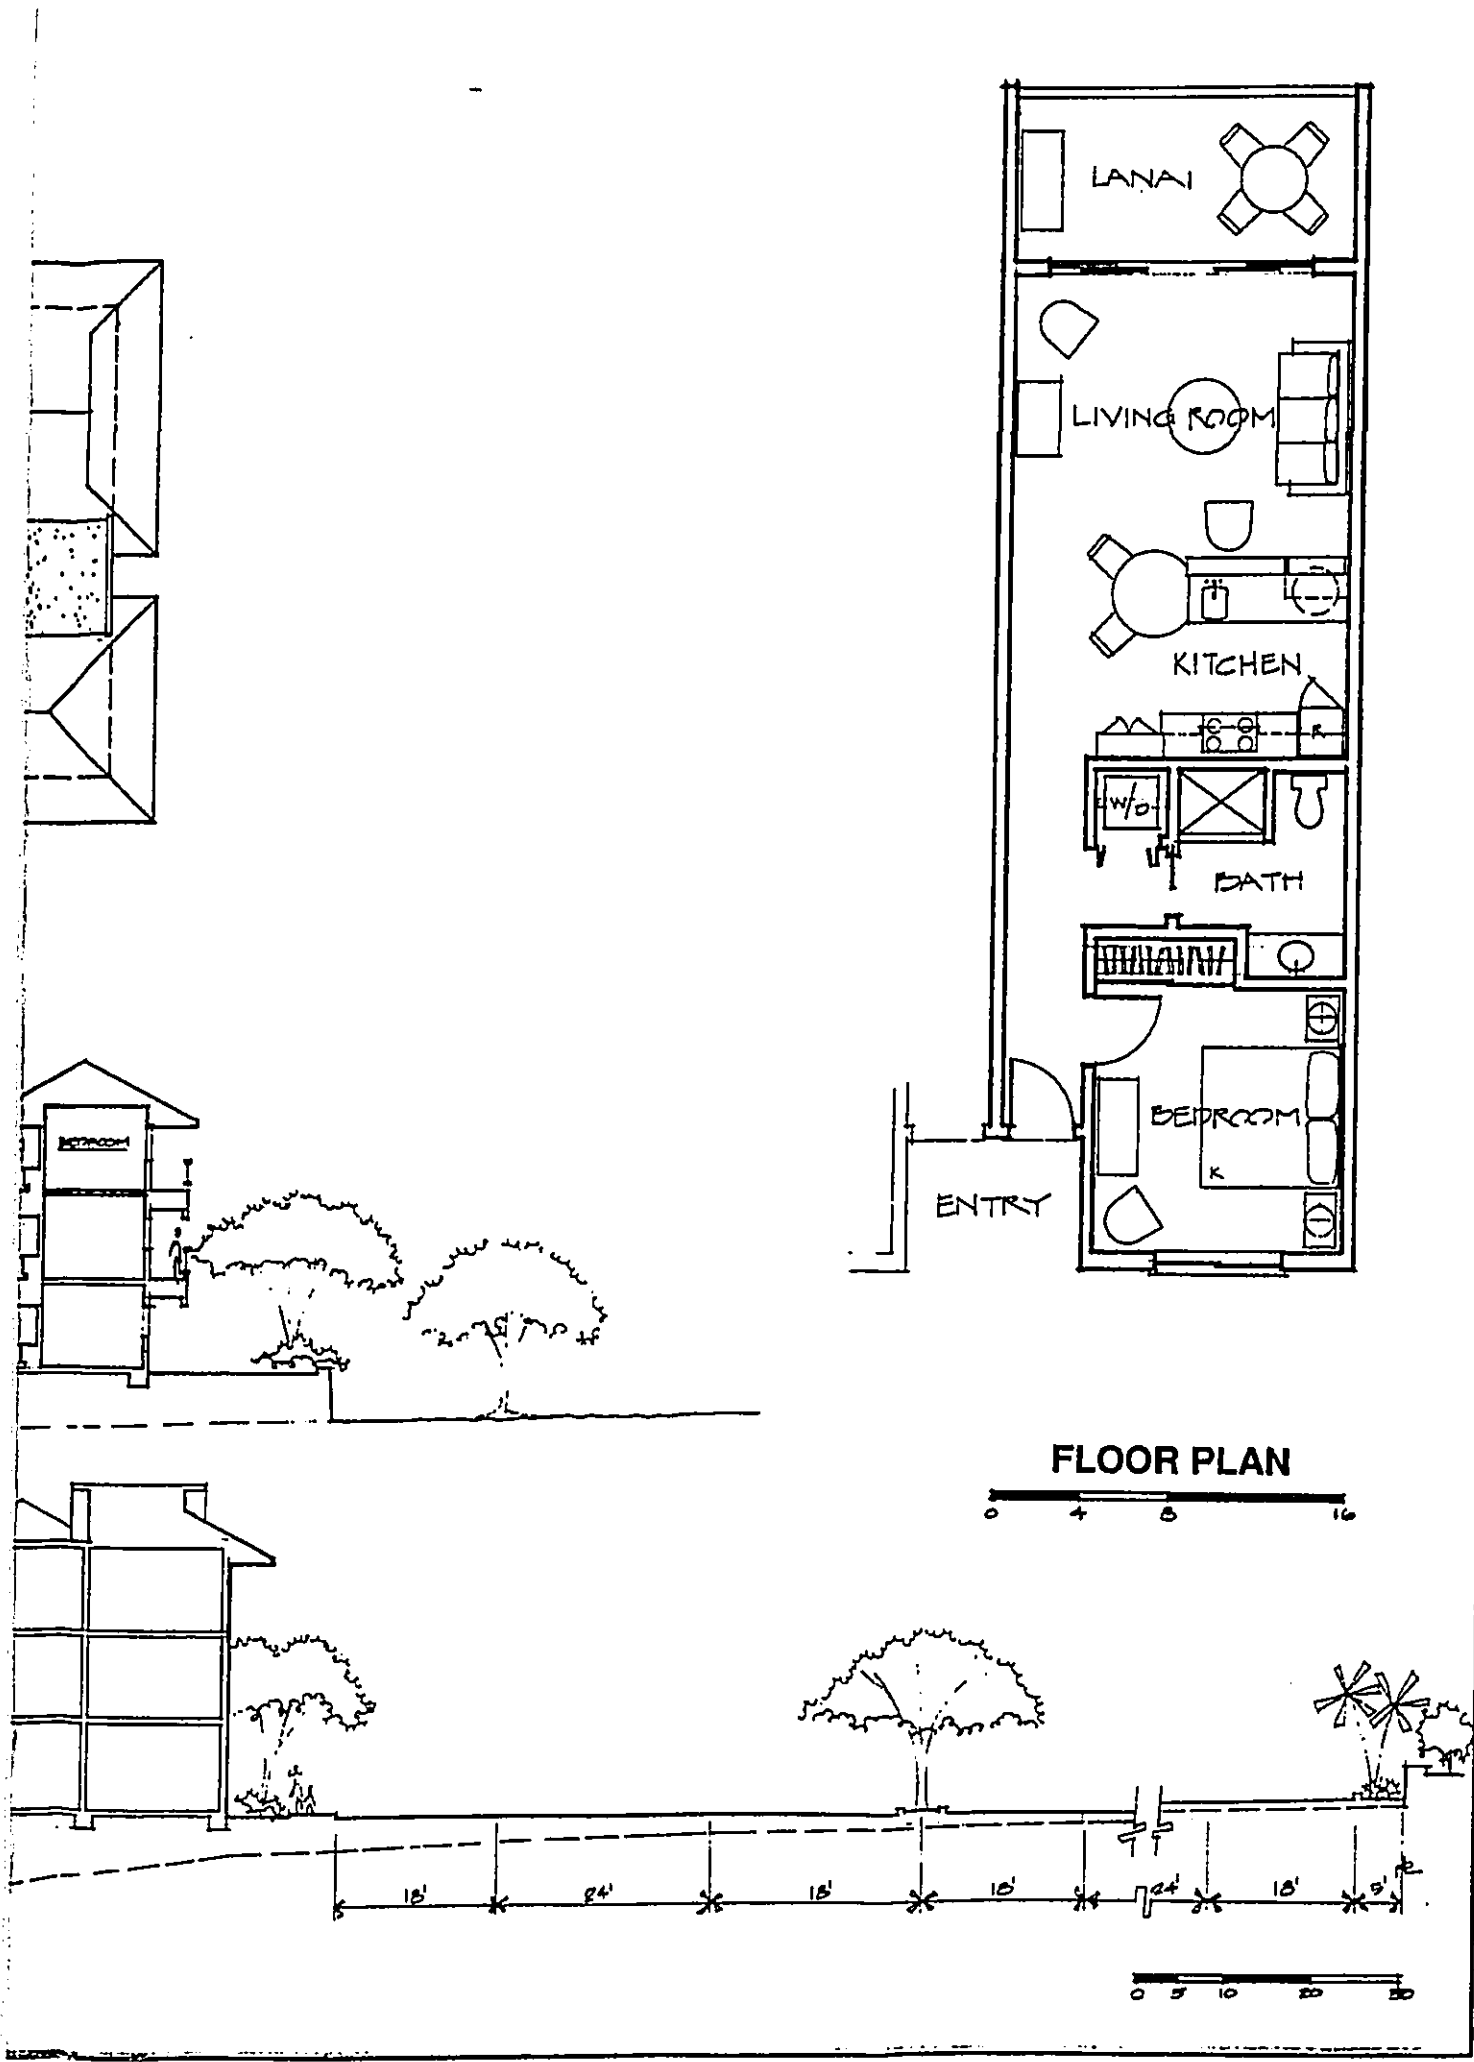 LANAI
LIVING ROOM
KITCHEN
R
W/D
BATH
BEDROOM
K
ENTRY
BEDROOM
FLOOR PLAN
0 4 8 16
18' 24' 18' 18' 24' 18' 5'
0 5 10 20 30